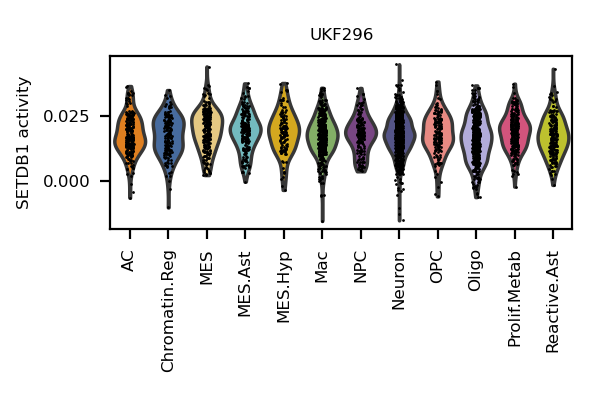 UKF296
SETDB1 activity
0.025
0.000
AC
Chromatin.Reg
MES
MES.Ast
MES.Hyp
Mac
NPC
Neuron
OPC
Oligo
Prolif.Metab
Reactive.Ast